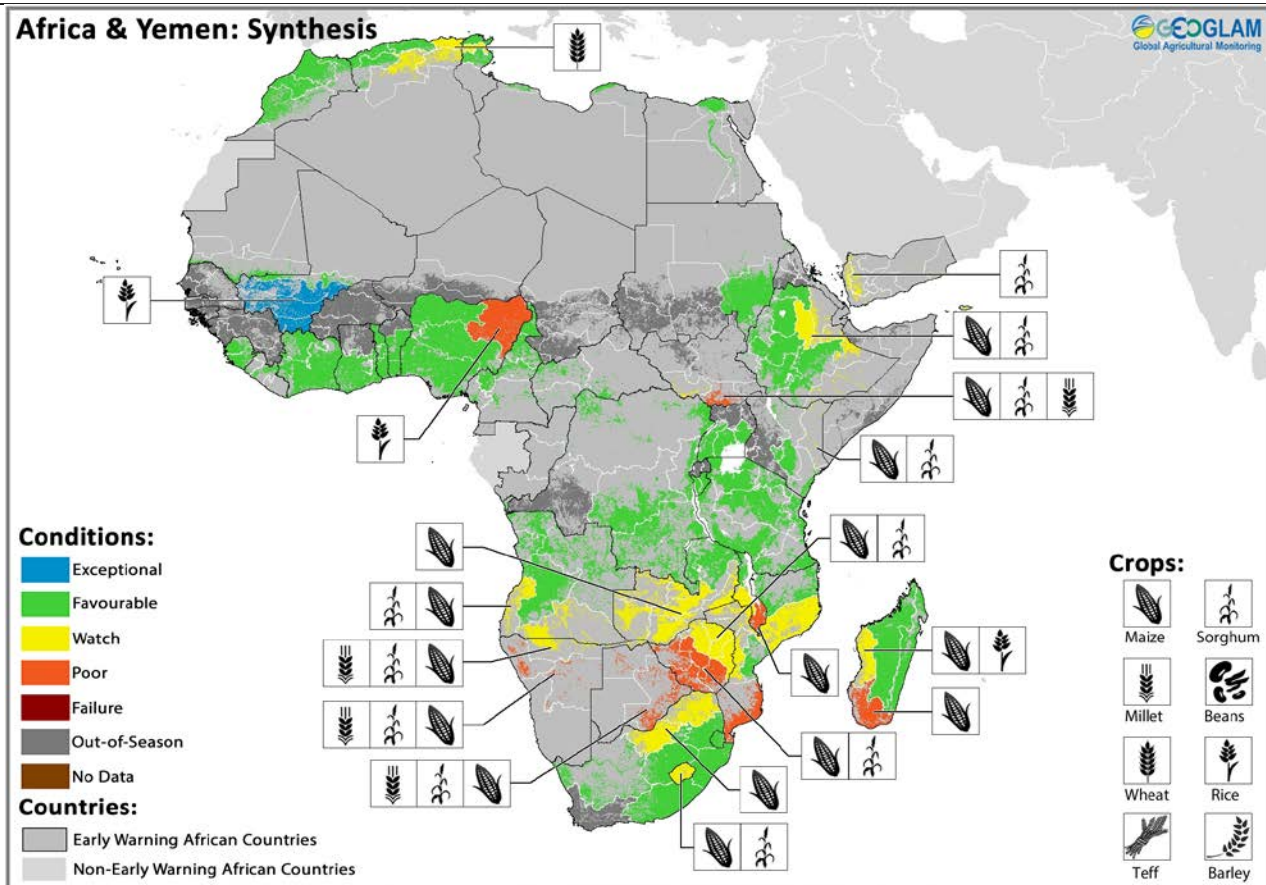 Africa & Yemen: Synthesis
GEOGLAM
Global Agricultural Monitoring
Conditions:
Exceptional
Favourable
Watch
Poor
Failure
Out-of-Season
No Data
Countries:
Early Warning African Countries
Non-Early Warning African Countries
Crops:
Maize
Sorghum
Millet
Beans
Wheat
Rice
Teff
Barley